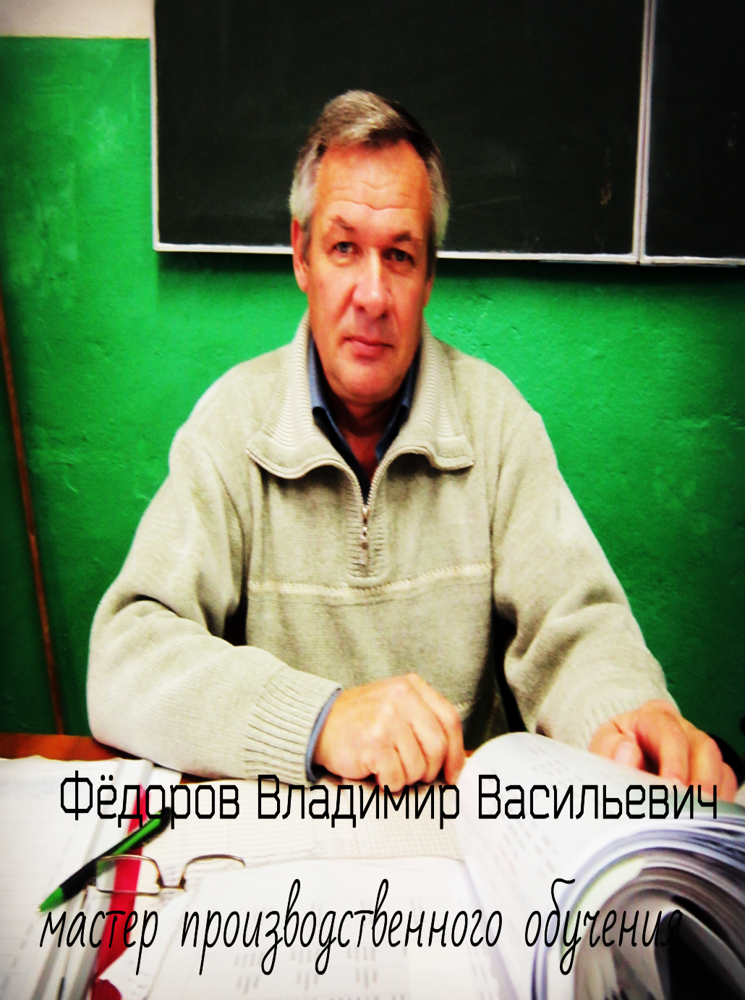 Фёдоров Владимир Васильевич
мастер производственного обучения